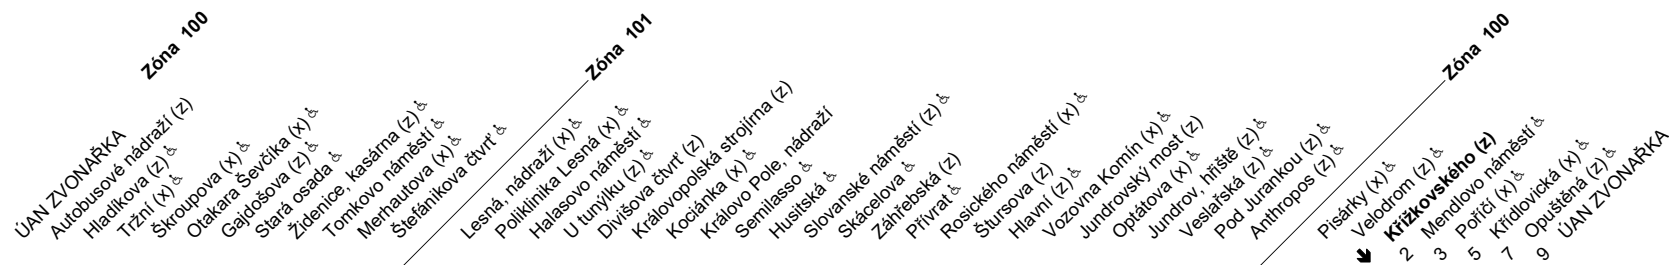 Zóna 100
ÚAN ZVONAŘKA
Autobusové nádraží (z)
Hladíkova (z) ♿
Tržní (x) ♿
Škroupova (x) ♿
Otakara Ševčíka (x) ♿
Gajdošova (z) ♿
Stará osada ♿
Židenice, kasárna (z) ♿
Tomkovo náměstí ♿
Merhautova (x) ♿
Štefánikova čtvrť ♿
Zóna 101
Lesná, nádraží (x) ♿
Poliklinika Lesná (x) ♿
Halasovo náměstí ♿
U tunýlku (z) ♿
Divišova čtvrť (z)
Královopolská strojírna (z)
Kociánka (x) ♿
Královo Pole, nádraží
Semilasso ♿
Husitská ♿
Slovanské náměstí (z) ♿
Skácelova ♿
Záhřebská (z)
Přívrat ♿
Rosického náměstí (x) ♿
Štursova (z)
Hlavní (z) ♿
Vozovna Komín (x) ♿
Jundrovský most (z)
Optátova (x) ♿
Jundrov, hřiště (z) ♿
Veslařská (z) ♿
Pod Jurankou (z) ♿
Anthropos (z) ♿
Zóna 100
Pisárky (x) ♿
Velodrom (z) ♿
Křížkovského (z)
2 Mendlovo náměstí ♿
3 Poříčí (x) ♿
5 Křídlovická (x) ♿
7 Opuštěná (z) ♿
9 ÚAN ZVONAŘKA